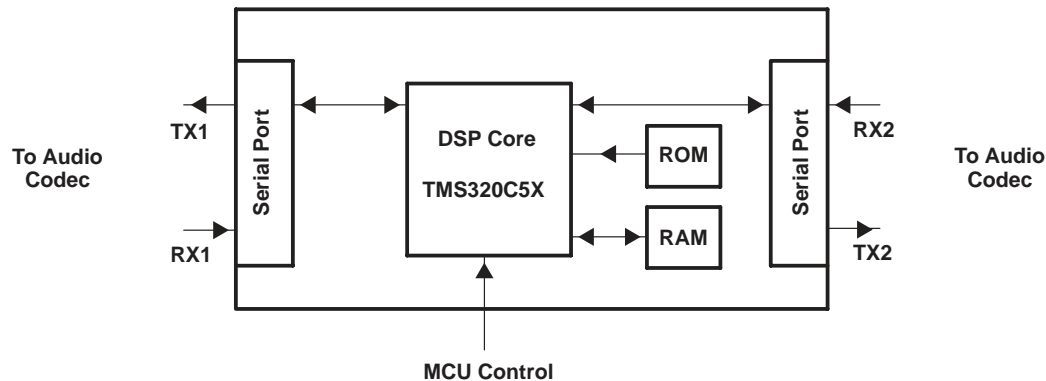 TX1
To Audio
Codec
RX1
Serial Port
DSP Core
TMS320C5X
ROM
RAM
Serial Port
RX2
To Audio
Codec
TX2
MCU Control